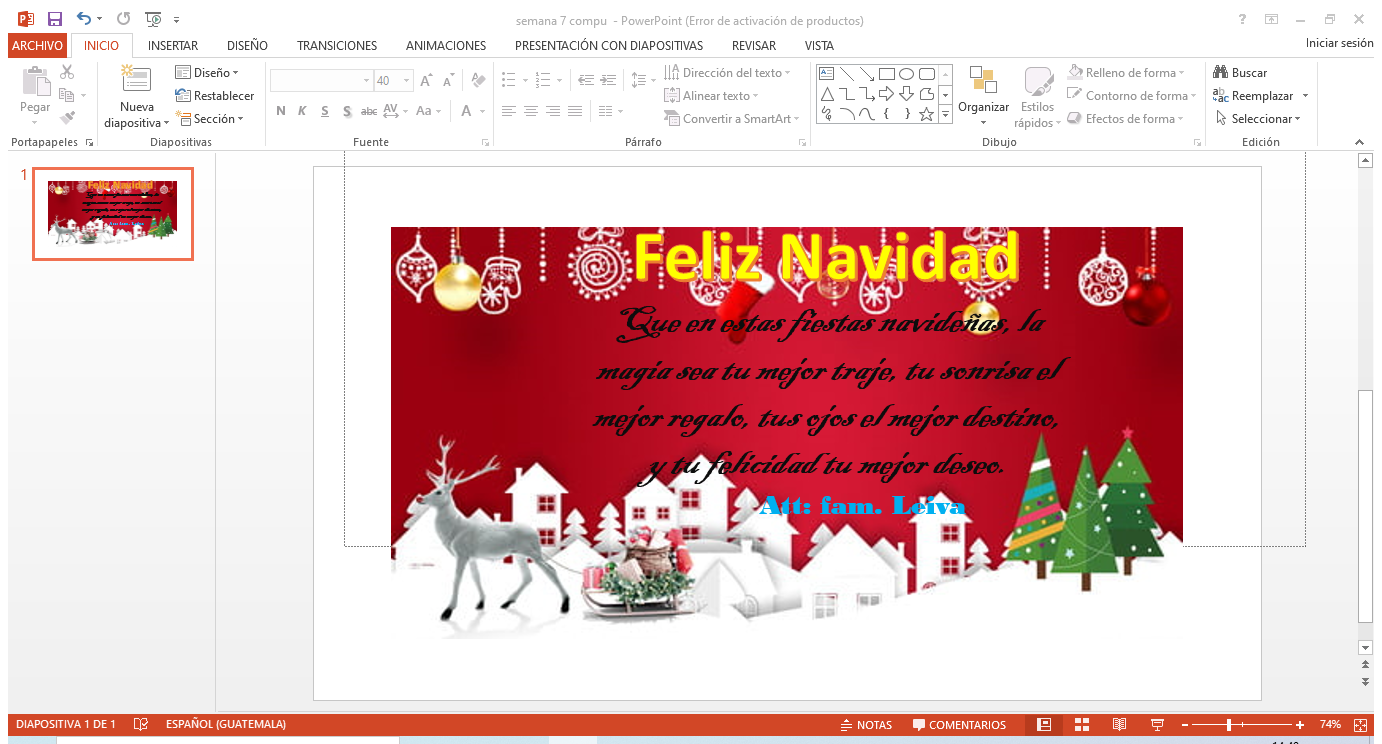 semana 7 compu - PowerPoint (Error de activación de productos)
ARCHIVO INICIO INSERTAR DISEÑO TRANSICIONES ANIMACIONES PRESENTACIÓN CON DIAPOSITIVAS REVISAR VISTA Iniciar sesión
Pegar
Portapapeles
Nueva diapositiva
Diseño
Restablecer
Sección
Diapositivas
40
N K S S abc AV Aa A
Fuente
Dirección del texto
Alinear texto
Convertir a SmartArt
Párrafo
Organizar
Estilos rápidos
Relleno de forma
Contorno de forma
Efectos de forma
Dibujo
Buscar
Reemplazar
Seleccionar
Edición
1
Feliz Navidad
Que en estas fiestas navideñas, la
magia sea tu mejor traje, tu sonrisa el
mejor regalo, tus ojos el mejor destino,
y tu felicidad tu mejor deseo.
Att: fam. Leiva
DIAPOSITIVA 1 DE 1 ESPAÑOL (GUATEMALA) NOTAS COMENTARIOS 74%